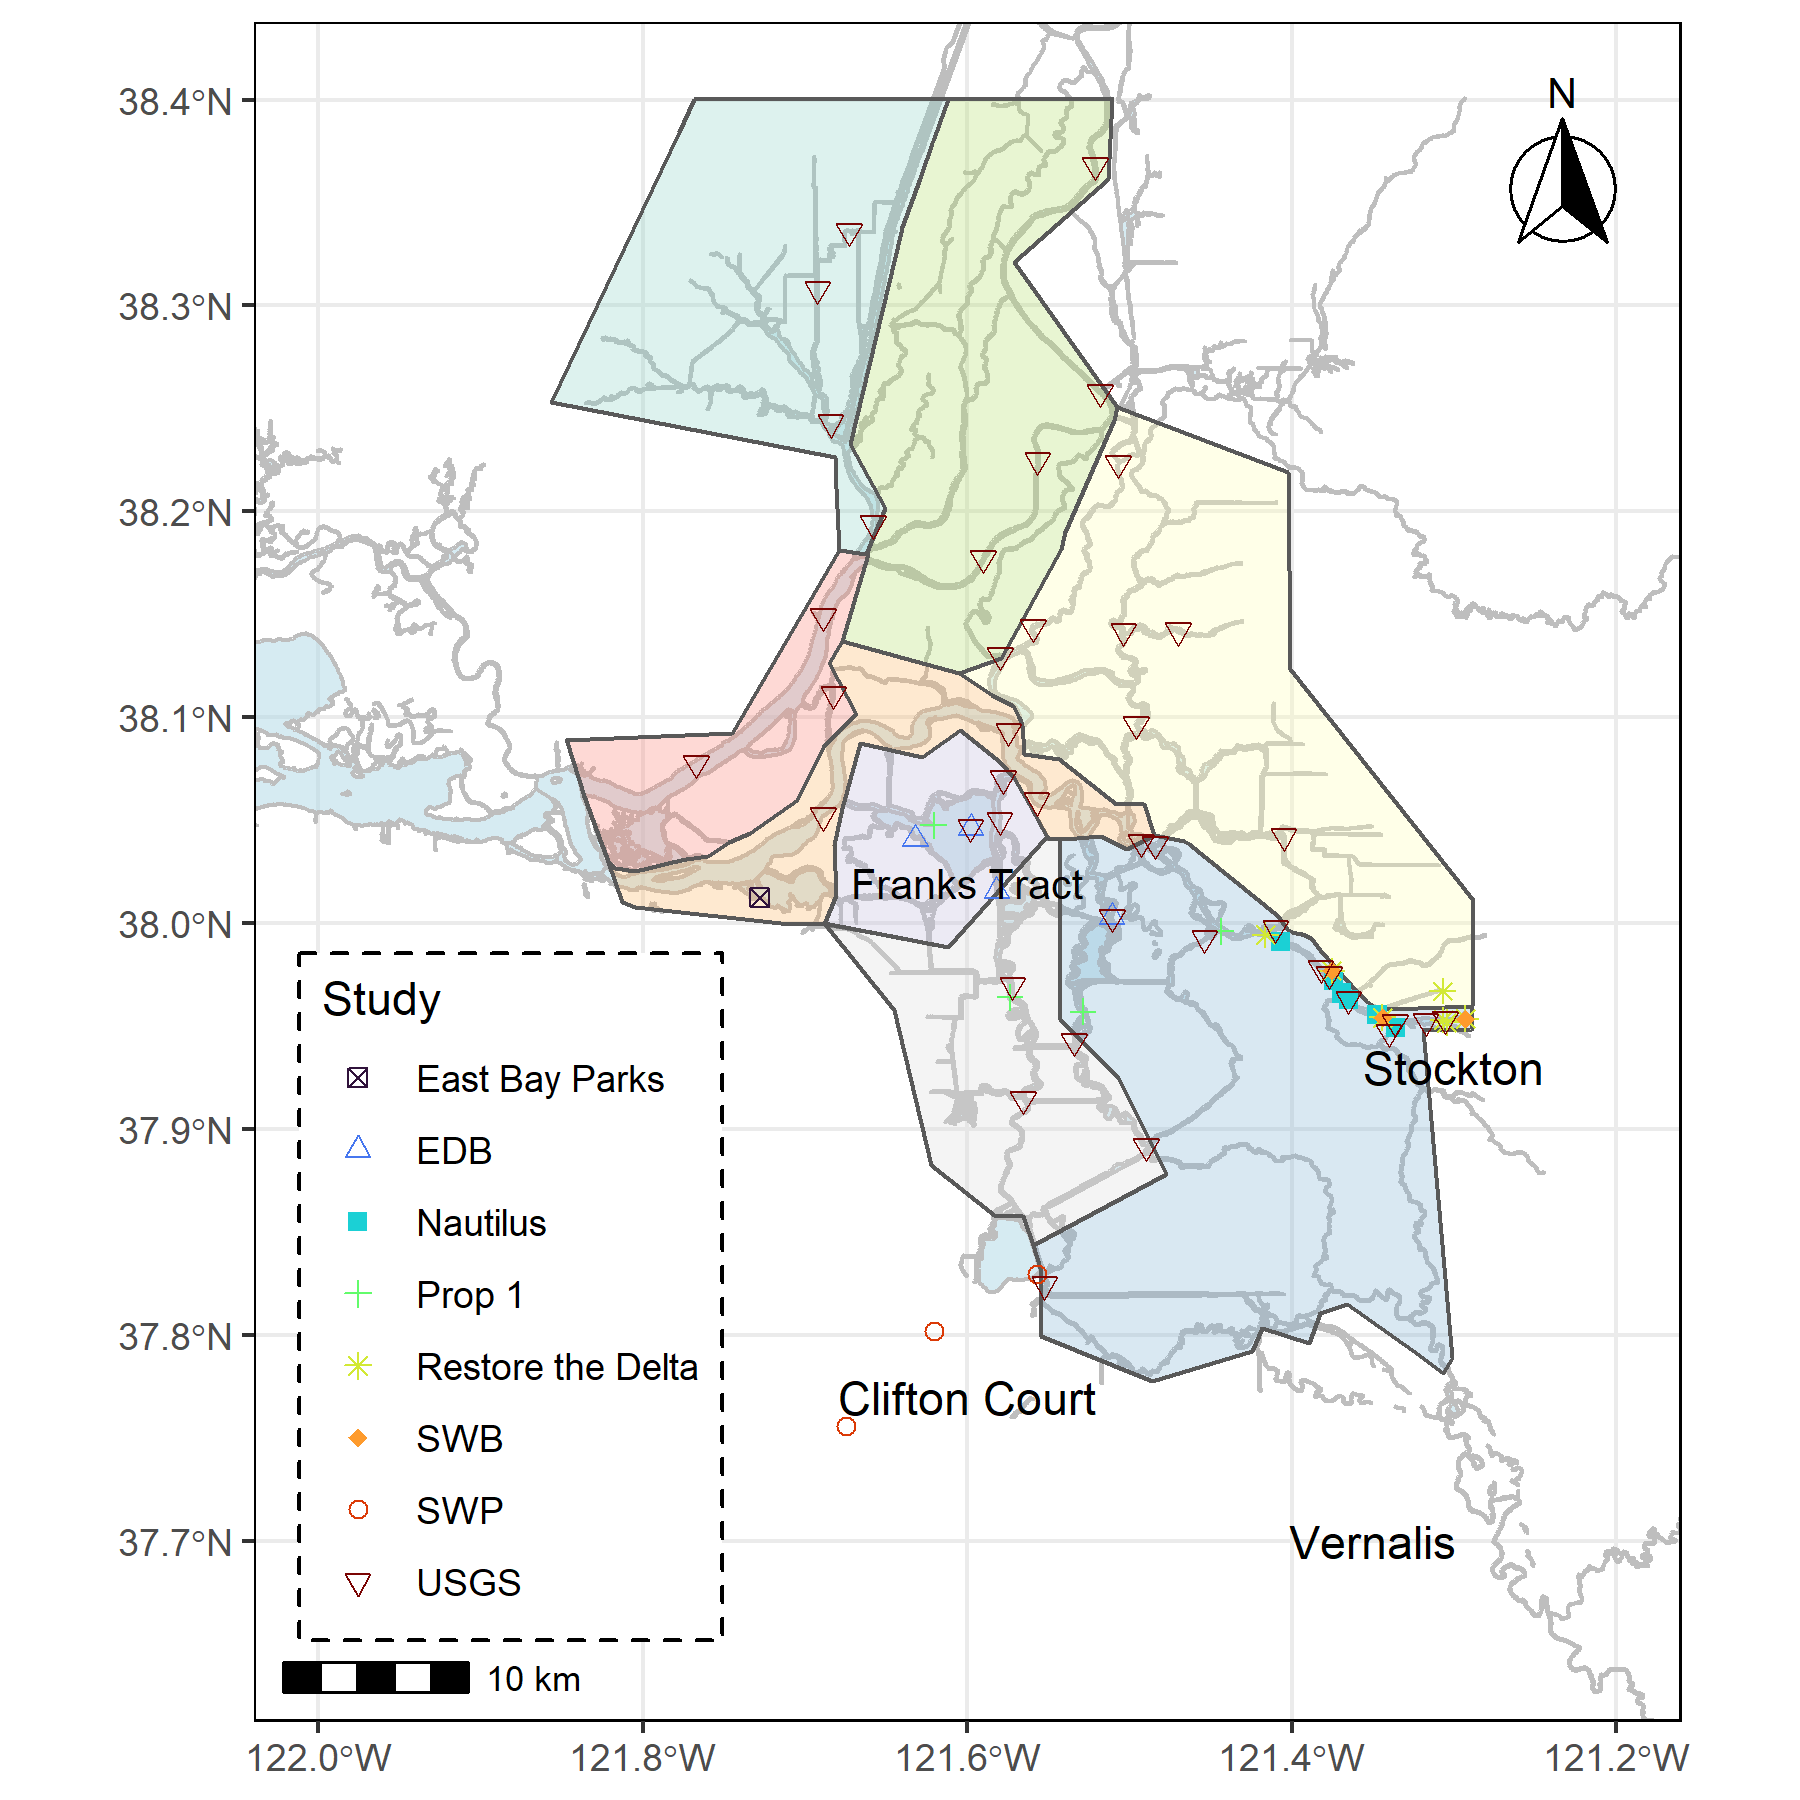 38.4°N
38.3°N
38.2°N
38.1°N
38.0°N
37.9°N
37.8°N
37.7°N
N
Franks Tract
Stockton
Clifton Court
Vernalis
Study
East Bay Parks
EDB
Nautilus
Prop 1
Restore the Delta
SWB
SWP
USGS
10 km
122.0°W
121.8°W
121.6°W
121.4°W
121.2°W